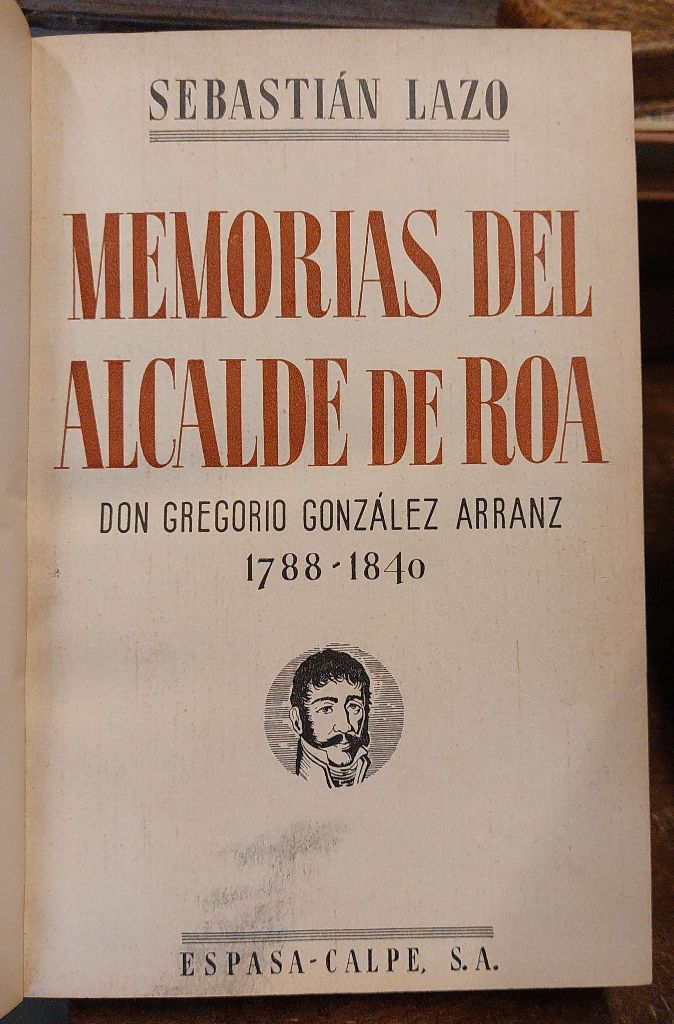 SEBASTIÁN LAZO
MEMORIAS DEL
ALCALDE DE ROA
DON GREGORIO GONZÁLEZ ARRANZ
1788-1840
ESPASA-CALPE, S.A.